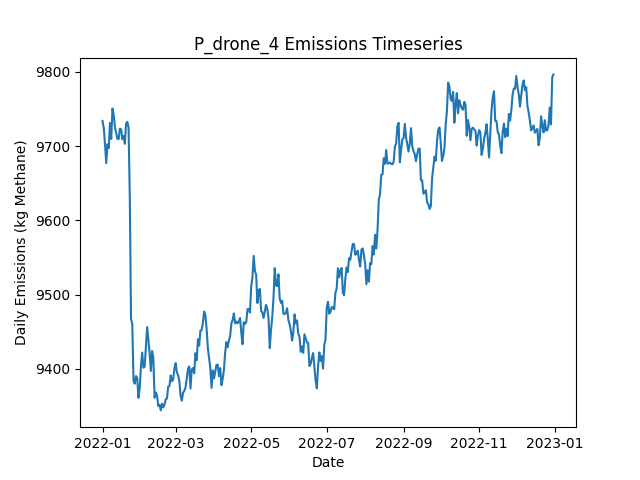 P_drone_4 Emissions Timeseries
Daily Emissions (kg Methane)
9800
9700
9600
9500
9400
2022-01 2022-03 2022-05 2022-07 2022-09 2022-11 2023-01
Date